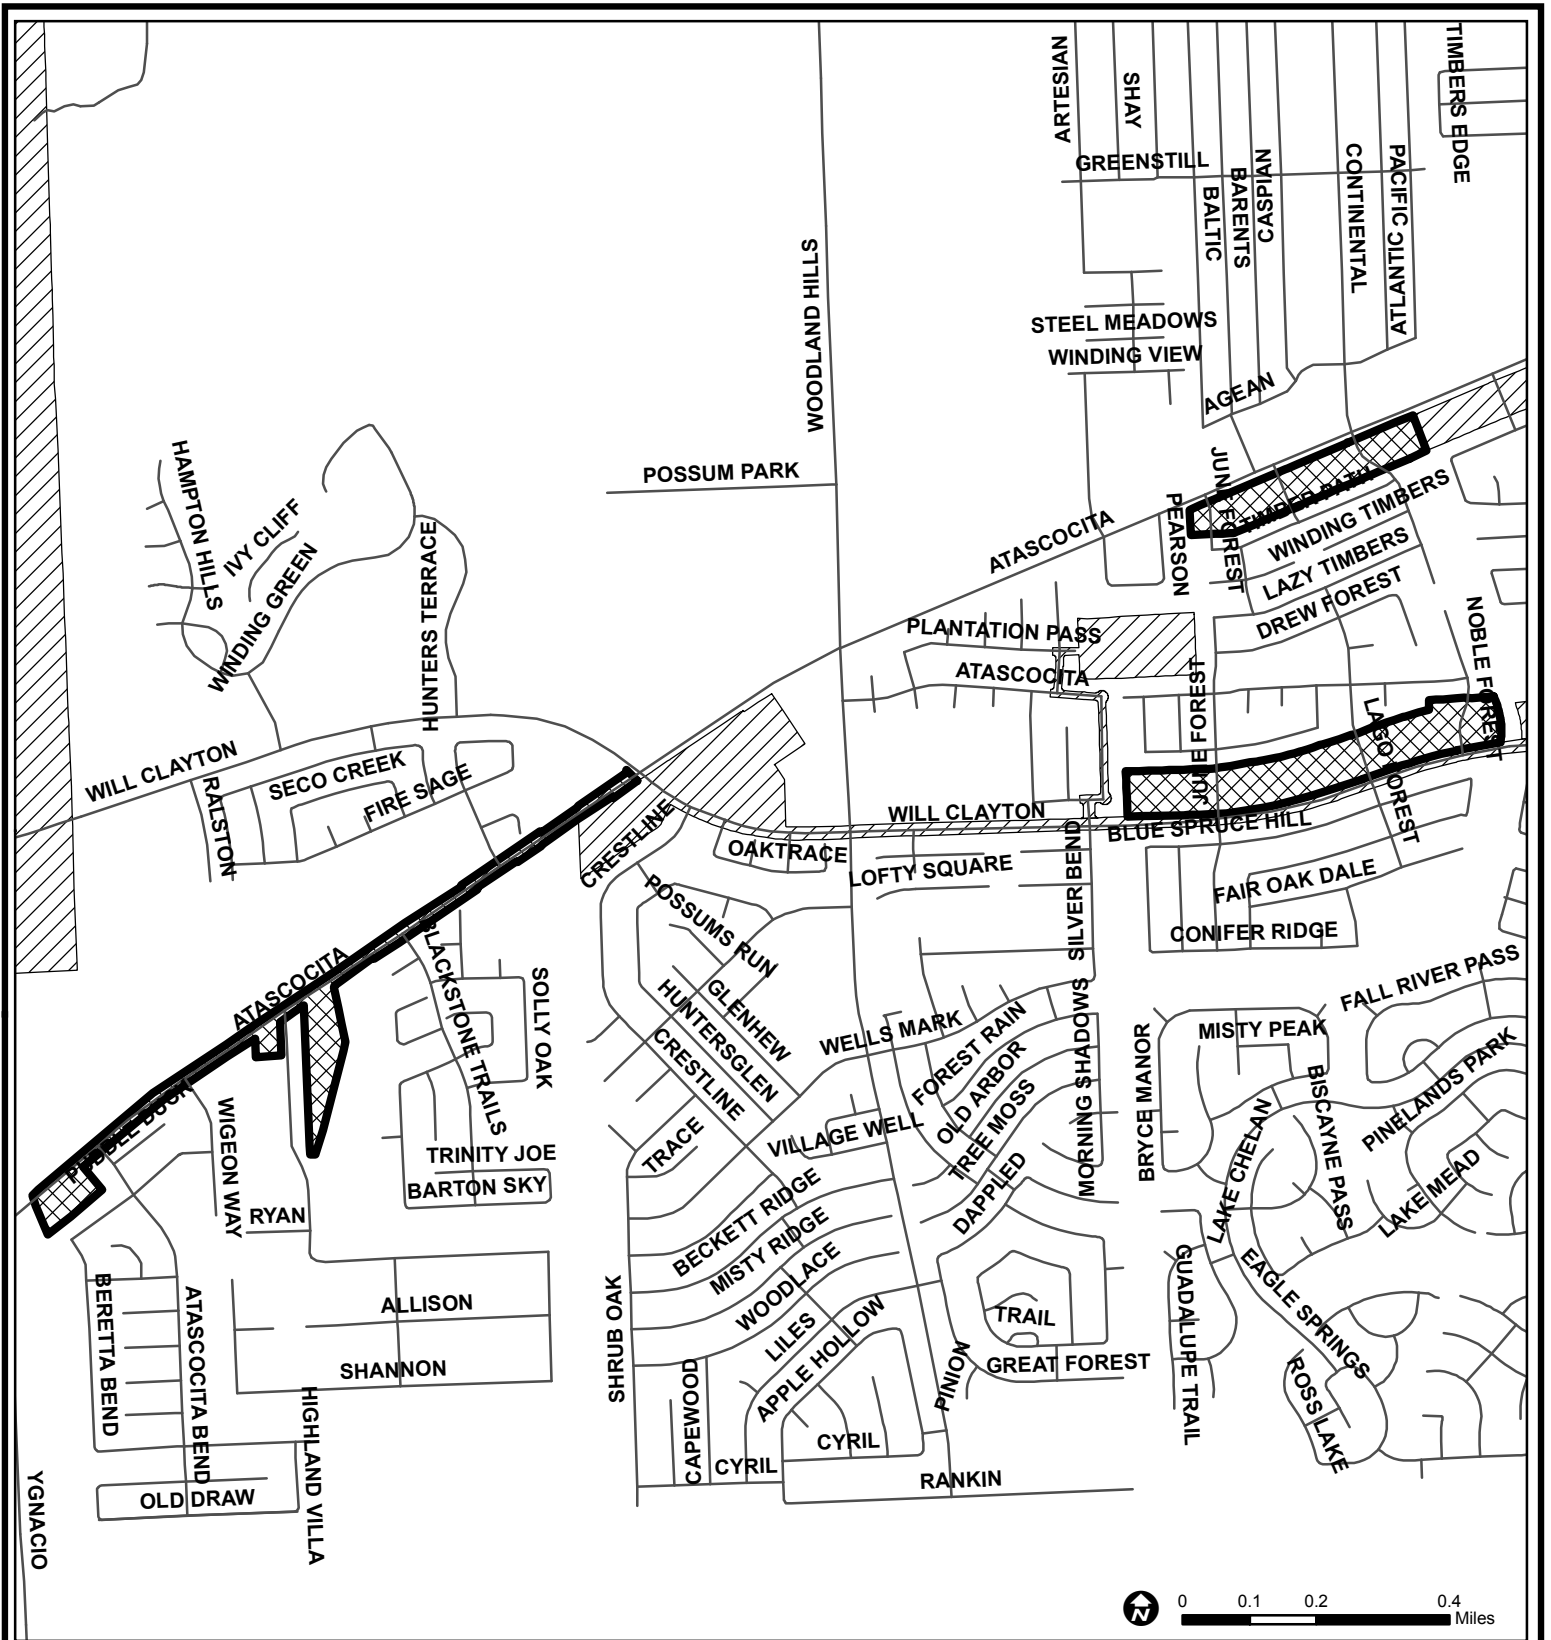 TIMBERS EDGE
ARTESIAN
SHAY
GREENSTILL
BALTIC
BARENTS
CASPIAN
CONTINENTAL
PACIFIC
ATLANTIC
WOODLAND HILLS
STEEL MEADOWS
WINDING VIEW
AGEAN
HAMPTON HILLS
IVY CLIFF
WINDING GREEN
HUNTERS TERRACE
POSSUM PARK
ATASCOCITA
PEARSON
JUNE FOREST
TIMBER PATH
WINDING TIMBERS
LAZY TIMBERS
DREW FOREST
NOBLE FOREST
PLANTATION PASS
ATASCOCITA
JUNE FOREST
LAGO FOREST
WILL CLAYTON
RALSTON
SECO CREEK
FIRE SAGE
CRESTLINE
WILL CLAYTON
BLUE SPRUCE HILL
OAKTRACE
LOFTY SQUARE
SILVER BEND
FAIR OAK DALE
CONIFER RIDGE
POSSUMS RUN
ATASCOCITA
BLACKSTONE TRAILS
SOLLY OAK
HUNTERSGLEN
GLENHEW
CRESTLINE
WELLS MARK
FOREST RAIN
OLD ARBOR
TREE MOSS
MORNING SHADOWS
BRYCE MANOR
MISTY PEAK
FALL RIVER PASS
PINELANDS PARK
BISCAYNE PASS
LAKE CHELAN
LAKE MEAD
PUDDLE DUCK
WIGEON WAY
TRINITY JOE
BARTON SKY
RYAN
TRACE
VILLAGE WELL
DAPPLED
BECKETT RIDGE
MISTY RIDGE
WOODLACE
LILES
APPLE HOLLOW
SHRUB OAK
GUADALUPE TRAIL
EAGLE SPRINGS
ROSS LAKE
BERETTA BEND
ATASCOCITA BEND
ALLISON
SHANNON
HIGHLAND VILLA
TRAIL
GREAT FOREST
PINION
CAPEWOOD
CYRIL
CYRIL
RANKIN
OLD DRAW
YGNACIO
N
0 0.1 0.2 0.4
Miles